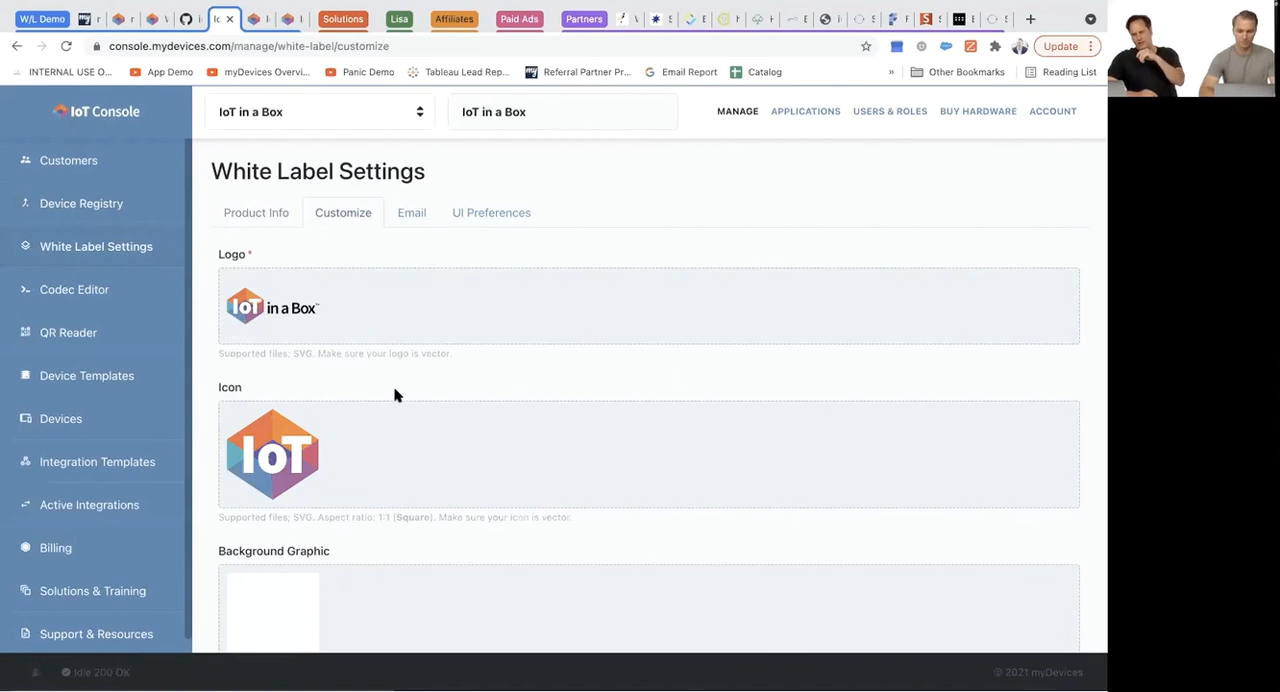 W/L Demo
Solutions
Lisa
Affiliates
Paid Ads
Partners
console.mydevices.com/manage/white-label/customize
Update
INTERNAL USE O...
App Demo
myDevices Overvi...
Panic Demo
Tableau Lead Rep...
Referral Partner Pr...
Email Report
Catalog
»
Other Bookmarks
Reading List
IoT Console
IoT in a Box
IoT in a Box
MANAGE
APPLICATIONS
USERS & ROLES
BUY HARDWARE
ACCOUNT
Customers
Device Registry
White Label Settings
Codec Editor
QR Reader
Device Templates
Devices
Integration Templates
Active Integrations
Billing
Solutions & Training
Support & Resources
White Label Settings
Product Info
Customize
Email
UI Preferences
Logo *
IoT in a Box™
Supported files; SVG. Make sure your logo is vector.
Icon
IoT
Supported files; SVG. Aspect ratio: 1:1 (Square). Make sure your icon is vector.
Background Graphic
Idle 200 OK
© 2021 myDevices